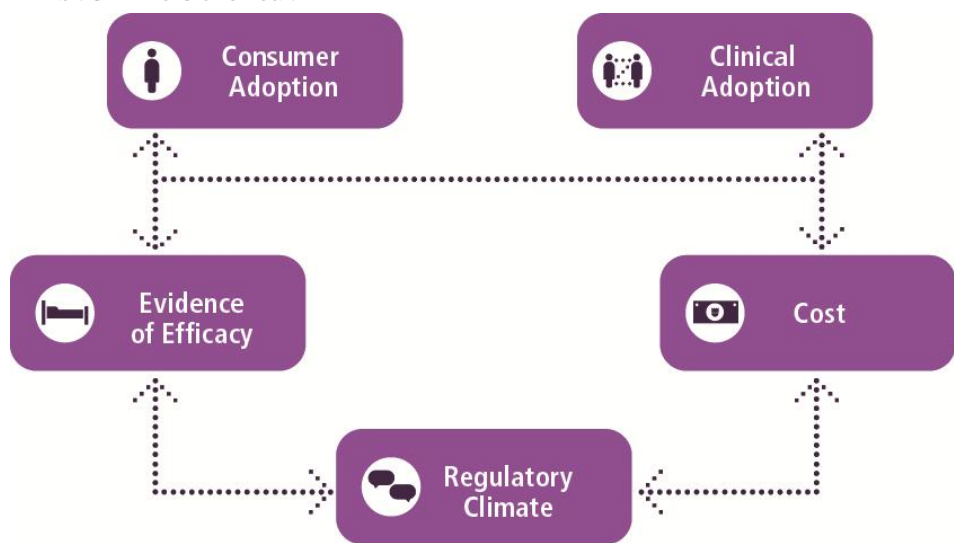 Consumer
Adoption
Clinical
Adoption
Evidence
of Efficacy
Cost
Regulatory
Climate